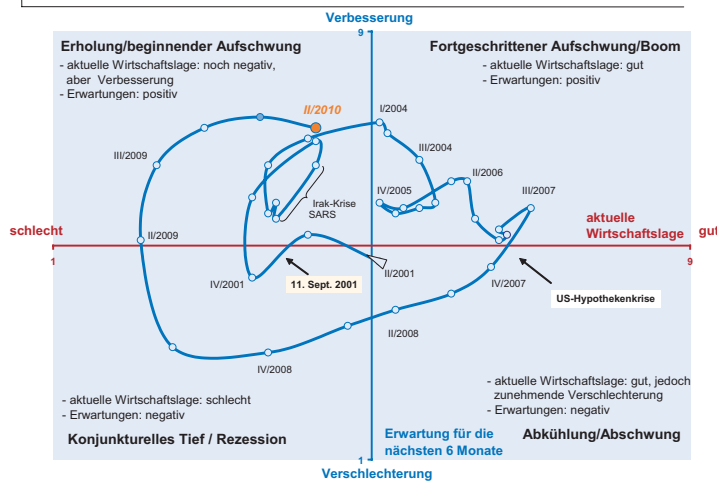 Verbesserung
9
Erholung/beginnender Aufschwung
- aktuelle Wirtschaftslage: noch negativ,
aber Verbesserung
- Erwartungen: positiv
Fortgeschrittener Aufschwung/Boom
- aktuelle Wirtschaftslage: gut
- Erwartungen: positiv
II/2010
I/2004
III/2009
III/2004
II/2006
Irak-Krise
SARS
IV/2005
III/2007
schlecht
aktuelle
Wirtschaftslage
gut
II/2009
1
9
IV/2001
11. Sept. 2001
II/2001
IV/2007
US-Hypothekenkrise
II/2008
IV/2008
- aktuelle Wirtschaftslage: schlecht
- Erwartungen: negativ
- aktuelle Wirtschaftslage: gut, jedoch
zunehmende Verschlechterung
- Erwartungen: negativ
Konjunkturelles Tief / Rezession
Erwartung für die
nächsten 6 Monate
Abkühlung/Abschwung
1
Verschlechterung